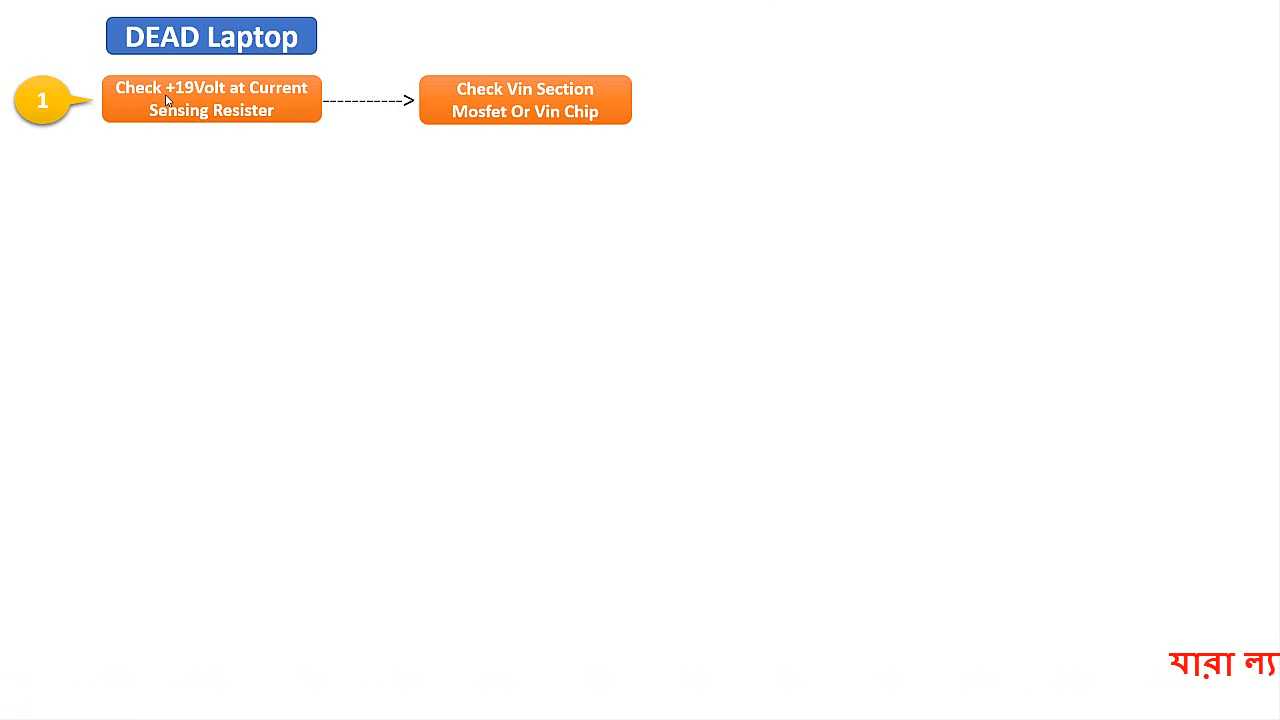 DEAD Laptop
1
Check +19Volt at Current
Sensing Resister
Check Vin Section
Mosfet Or Vin Chip
যারা